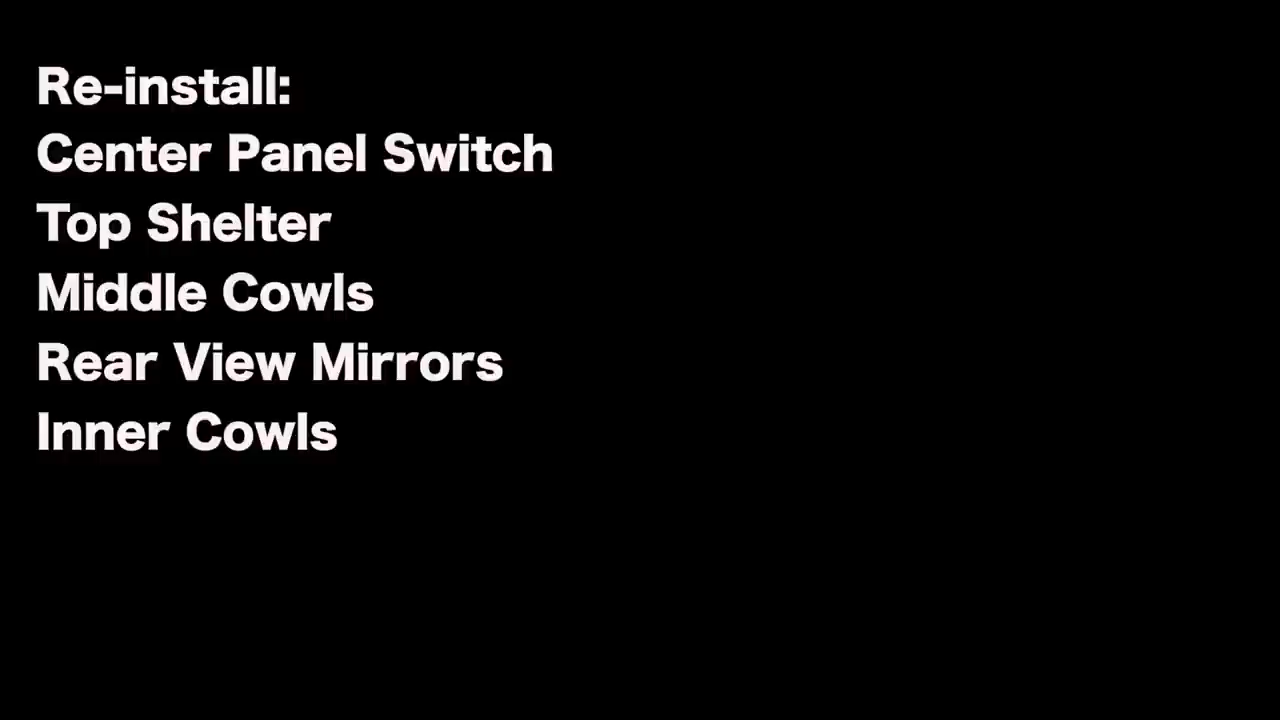 Re-install:
Center Panel Switch
Top Shelter
Middle Cowls
Rear View Mirrors
Inner Cowls